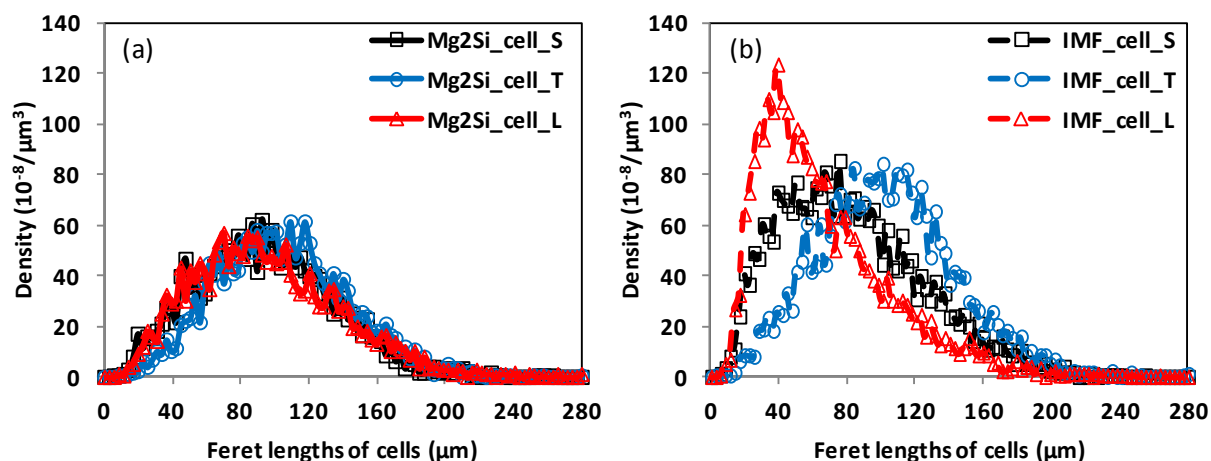 (a)
Mg2Si_cell_S
Mg2Si_cell_T
Mg2Si_cell_L
Density (10⁻⁸/µm³)
140
120
100
80
60
40
20
0
0 40 80 120 160 200 240 280
Feret lengths of cells (µm)
(b)
IMF_cell_S
IMF_cell_T
IMF_cell_L
Density (10⁻⁸/µm³)
140
120
100
80
60
40
20
0
0 40 80 120 160 200 240 280
Feret lengths of cells (µm)